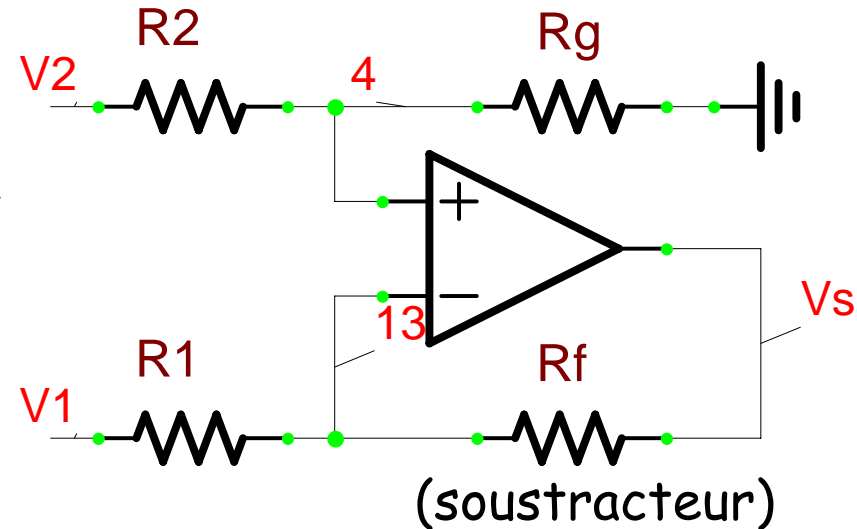 R2
Rg
V2
4
+
−
13
Vs
R1
Rf
V1
(soustracteur)